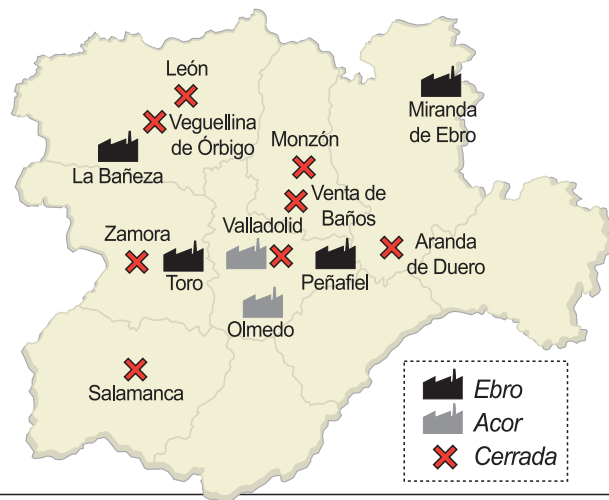 León
Veguellina
de Órbigo
La Bañeza
Miranda
de Ebro
Monzón
Venta de
Baños
Zamora
Toro
Valladolid
Peñafiel
Aranda
de Duero
Olmedo
Salamanca
Ebro
Acor
Cerrada